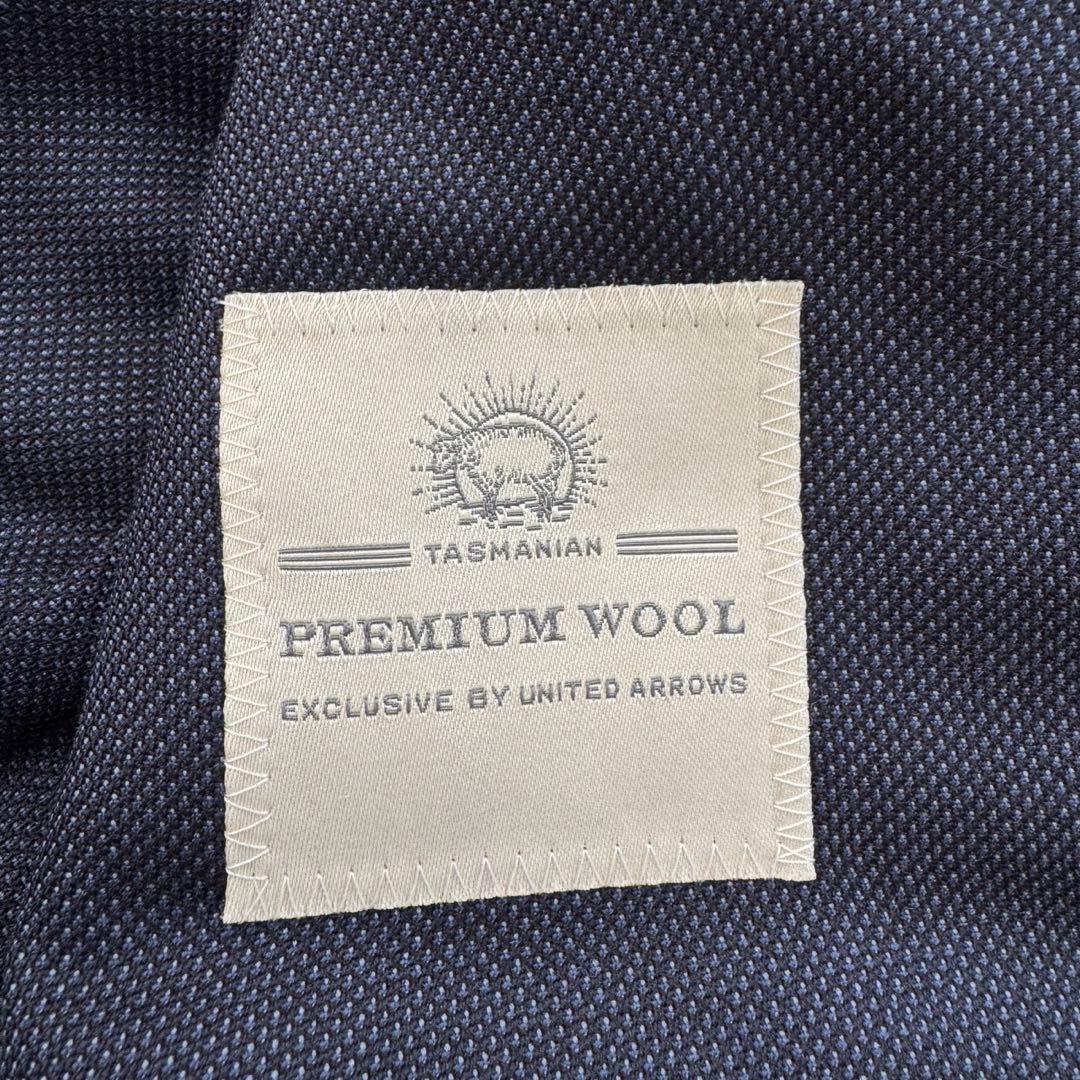 TASMANIAN
PREMIUM WOOL
EXCLUSIVE BY UNITED ARROWS